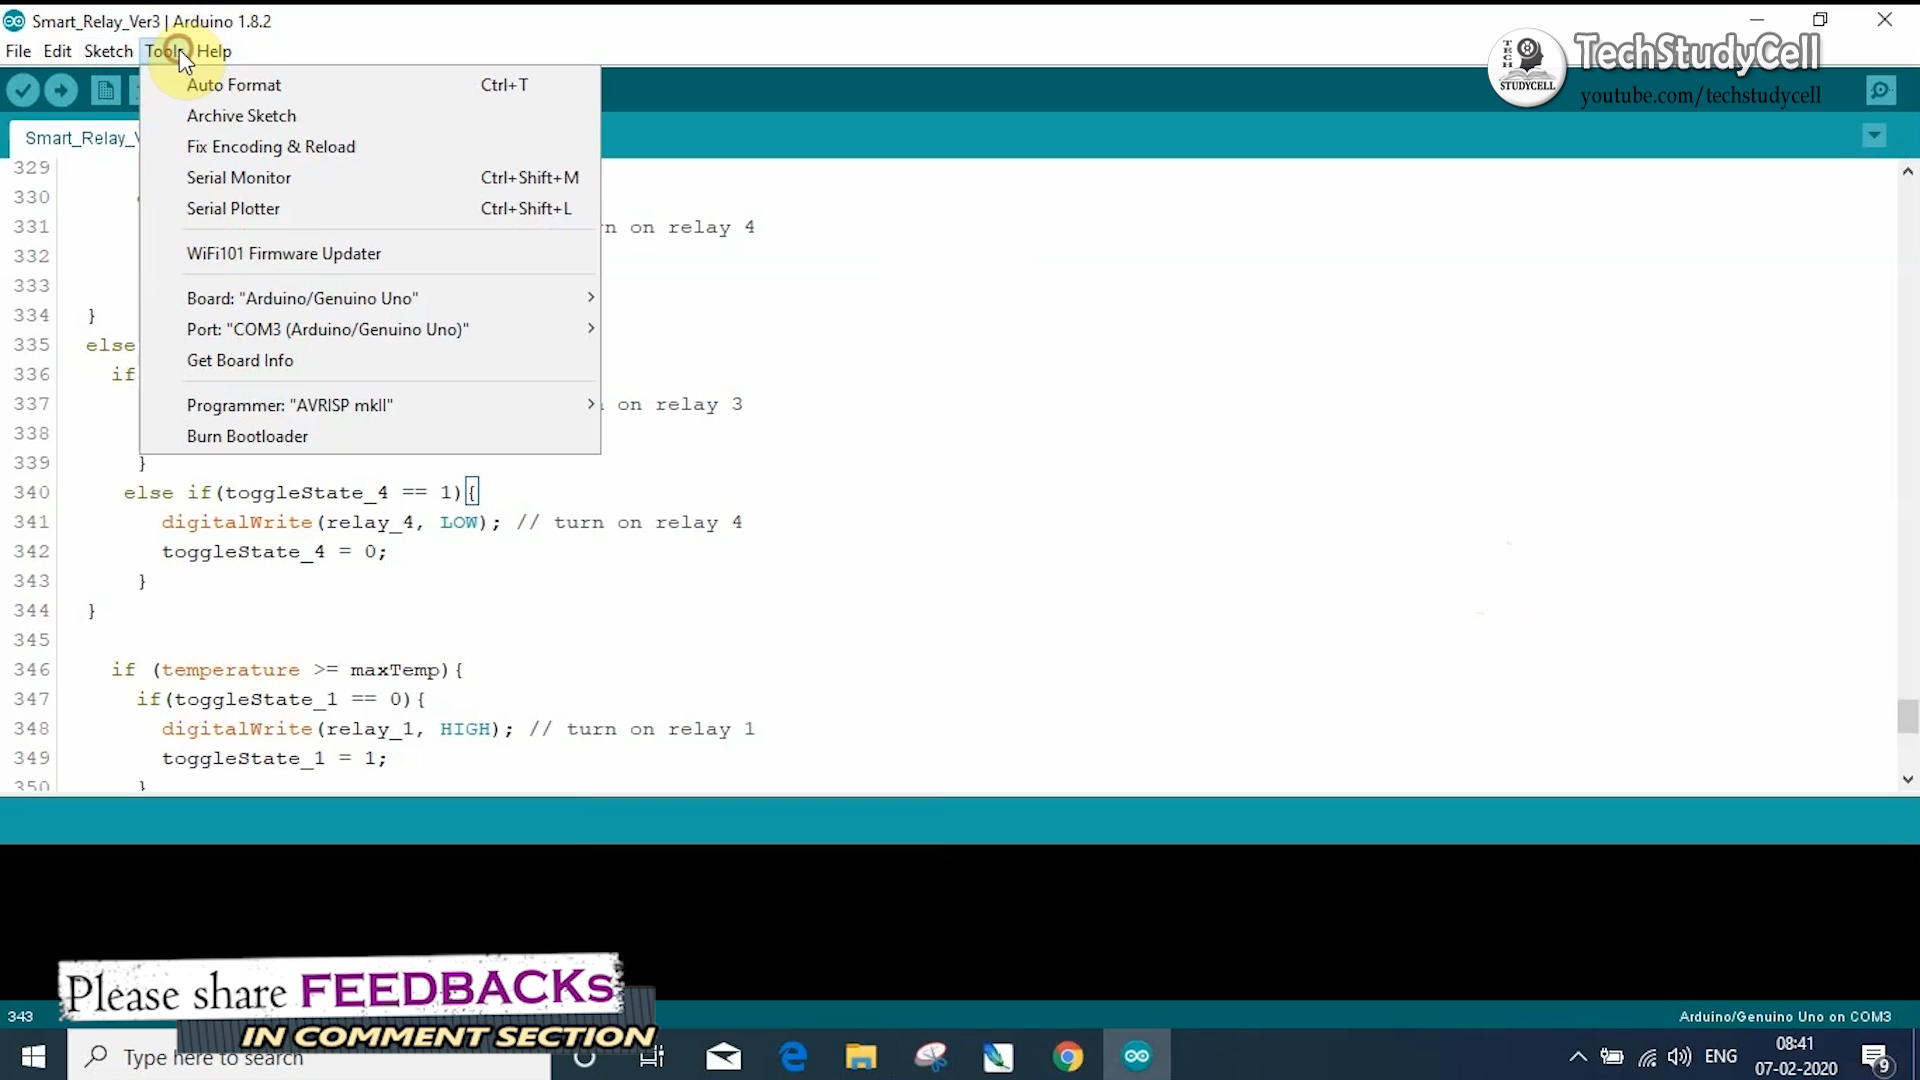 Smart_Relay_Ver3 | Arduino 1.8.2
File Edit Sketch Tools Help
TECH
STUDYCELL
TechStudyCell
youtube.com/techstudycell
Auto Format Ctrl+T
Archive Sketch
Fix Encoding & Reload
Serial Monitor Ctrl+Shift+M
Serial Plotter Ctrl+Shift+L
WiFi101 Firmware Updater
Board: "Arduino/Genuino Uno"
Port: "COM3 (Arduino/Genuino Uno)"
Get Board Info
Programmer: "AVRISP mkII"
Burn Bootloader
Smart_Relay_V
329
330
331 n on relay 4
332
333
334 }
335 else
336 if
337 on relay 3
338
339 }
340 else if(toggleState_4 == 1){
341 digitalWrite(relay_4, LOW); // turn on relay 4
342 toggleState_4 = 0;
343 }
344 }
345
346 if (temperature >= maxTemp){
347 if(toggleState_1 == 0){
348 digitalWrite(relay_1, HIGH); // turn on relay 1
349 toggleState_1 = 1;
350 }
Please share FEEDBACKs
IN COMMENT SECTION
343
Arduino/Genuino Uno on COM3
Type here to search
ENG
08:41
07-02-2020
9